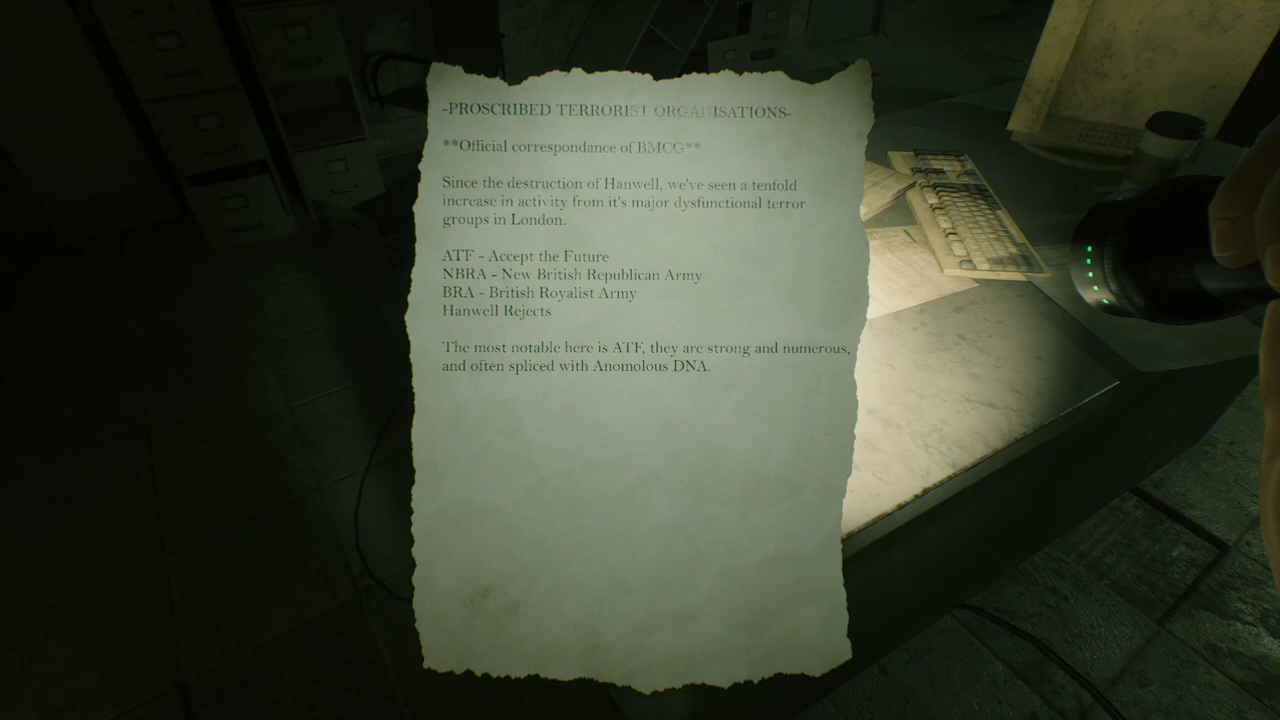 -PROSCRIBED TERRORIST ORGANISATIONS-
**Official correspondance of BMCG**
Since the destruction of Hanwell, we've seen a tenfold
increase in activity from it's major dysfunctional terror
groups in London.
ATF - Accept the Future
NBRA - New British Republican Army
BRA - British Royalist Army
Hanwell Rejects
The most notable here is ATF, they are strong and numerous,
and often spliced with Anomolous DNA.